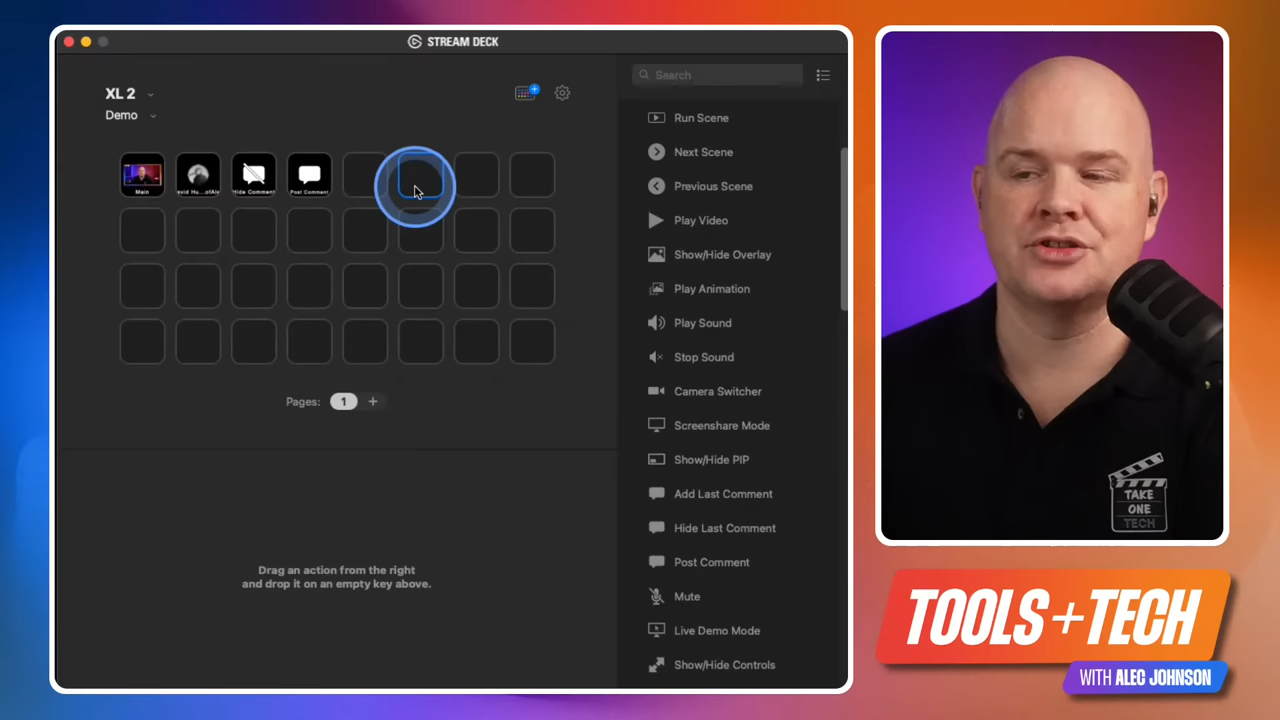 STREAM DECK
XL 2
Demo
Search
Main
avid Hu...ofAle
Hide Comment
Post Comment
Pages: 1 +
Drag an action from the right
and drop it on an empty key above.
Run Scene
Next Scene
Previous Scene
Play Video
Show/Hide Overlay
Play Animation
Play Sound
Stop Sound
Camera Switcher
Screenshare Mode
Show/Hide PIP
Add Last Comment
Hide Last Comment
Post Comment
Mute
Live Demo Mode
Show/Hide Controls
TAKE
ONE
TECH
TOOLS+TECH
WITH ALEC JOHNSON